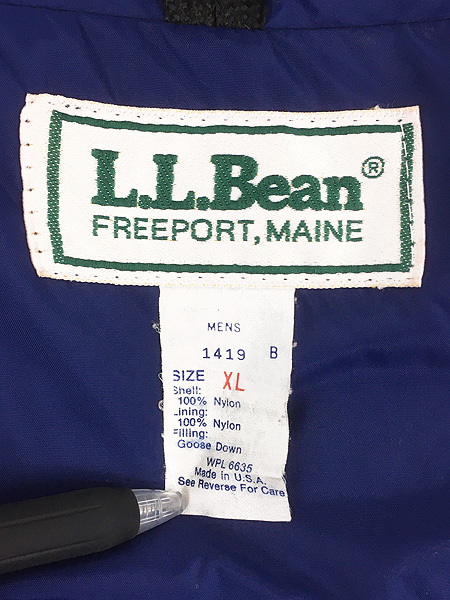 L.L.Bean®
FREEPORT, MAINE
MENS
1419 B
SIZE XL
Shell:
100% Nylon
Lining:
100% Nylon
Filling:
Goose Down
WPL 6635
Made in U.S.A.
See Reverse For Care